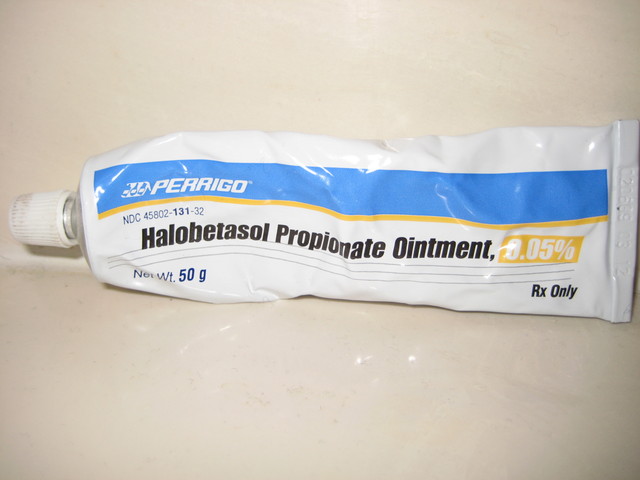 PERRIGO
NDC 45802-131-32
Halobetasol Propionate Ointment, 0.05%
Net Wt. 50 g
Rx Only